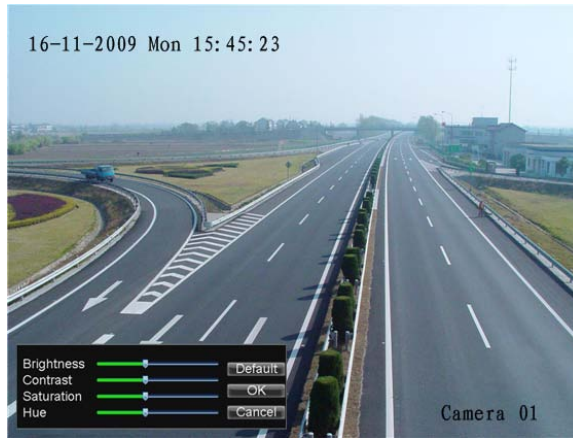 16-11-2009 Mon 15:45:23
Brightness
Contrast
Saturation
Hue
Default
OK
Cancel
Camera 01